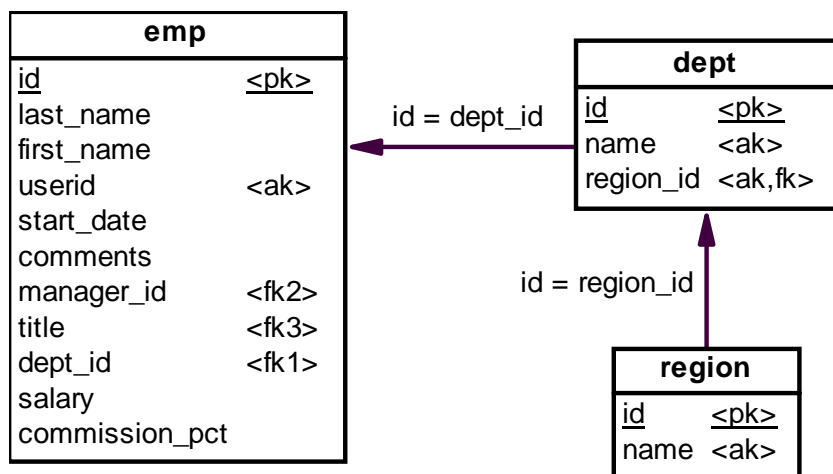 emp
id <pk>
last_name
first_name
userid <ak>
start_date
comments
manager_id <fk2>
title <fk3>
dept_id <fk1>
salary
commission_pct
id = dept_id
dept
id <pk>
name <ak>
region_id <ak,fk>
id = region_id
region
id <pk>
name <ak>